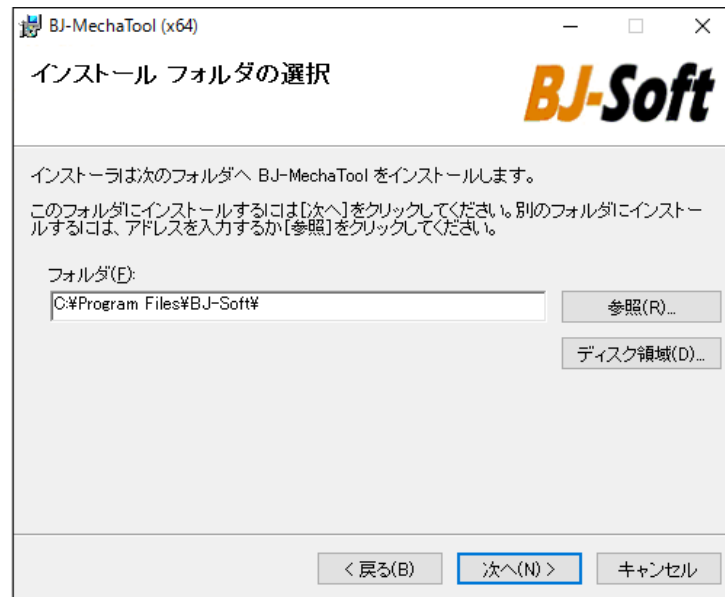 BJ-MechaTool (x64)
インストール フォルダの選択
BJ-Soft
インストーラは次のフォルダへ BJ-MechaTool をインストールします。
このフォルダにインストールするには[次へ]をクリックしてください。別のフォルダにインストー
ルするには、アドレスを入力するか[参照]をクリックしてください。
フォルダ(F):
C:¥Program Files¥BJ-Soft¥
参照(R)...
ディスク領域(D)...
< 戻る(B)
次へ(N) >
キャンセル